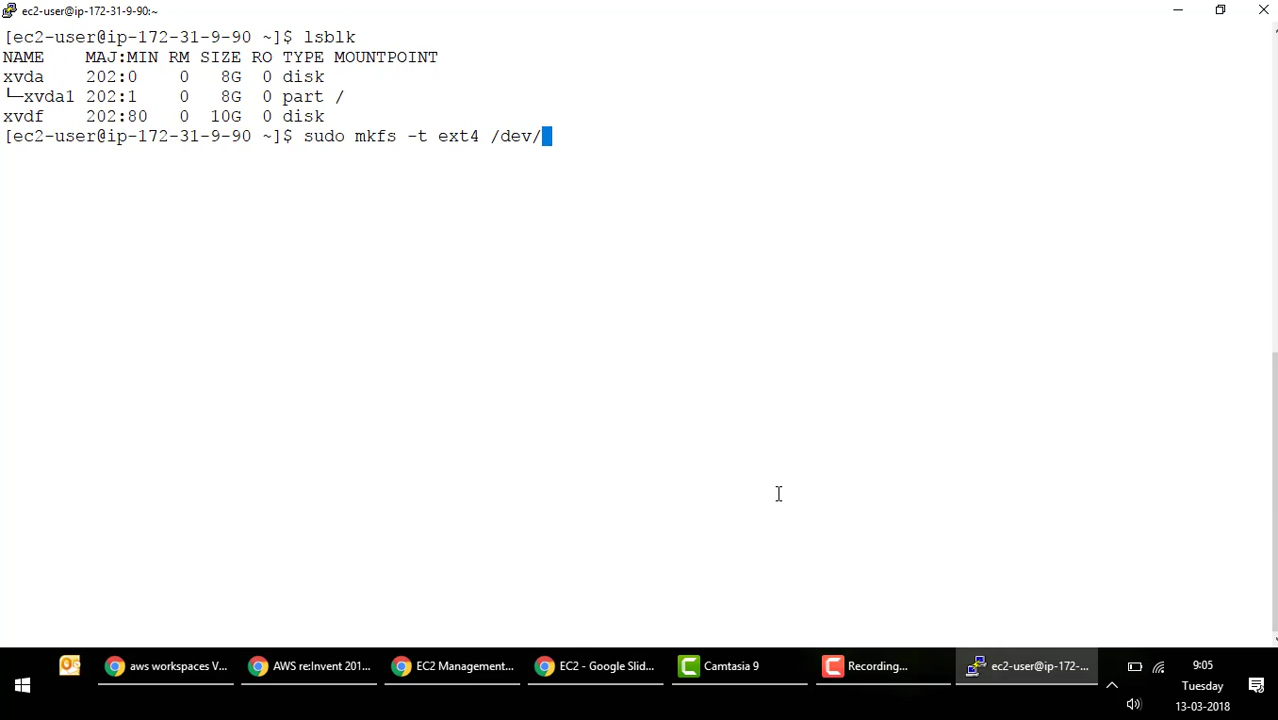 ec2-user@ip-172-31-9-90:~
[ec2-user@ip-172-31-9-90 ~]$ lsblk
NAME    MAJ:MIN RM SIZE RO TYPE MOUNTPOINT
xvda    202:0    0   8G  0 disk
└─xvda1 202:1    0   8G  0 part /
xvdf    202:80   0  10G  0 disk
[ec2-user@ip-172-31-9-90 ~]$ sudo mkfs -t ext4 /dev/
aws workspaces V...
AWS re:Invent 201...
EC2 Management...
EC2 - Google Slid...
Camtasia 9
Recording...
ec2-user@ip-172-...
9:05
Tuesday
13-03-2018